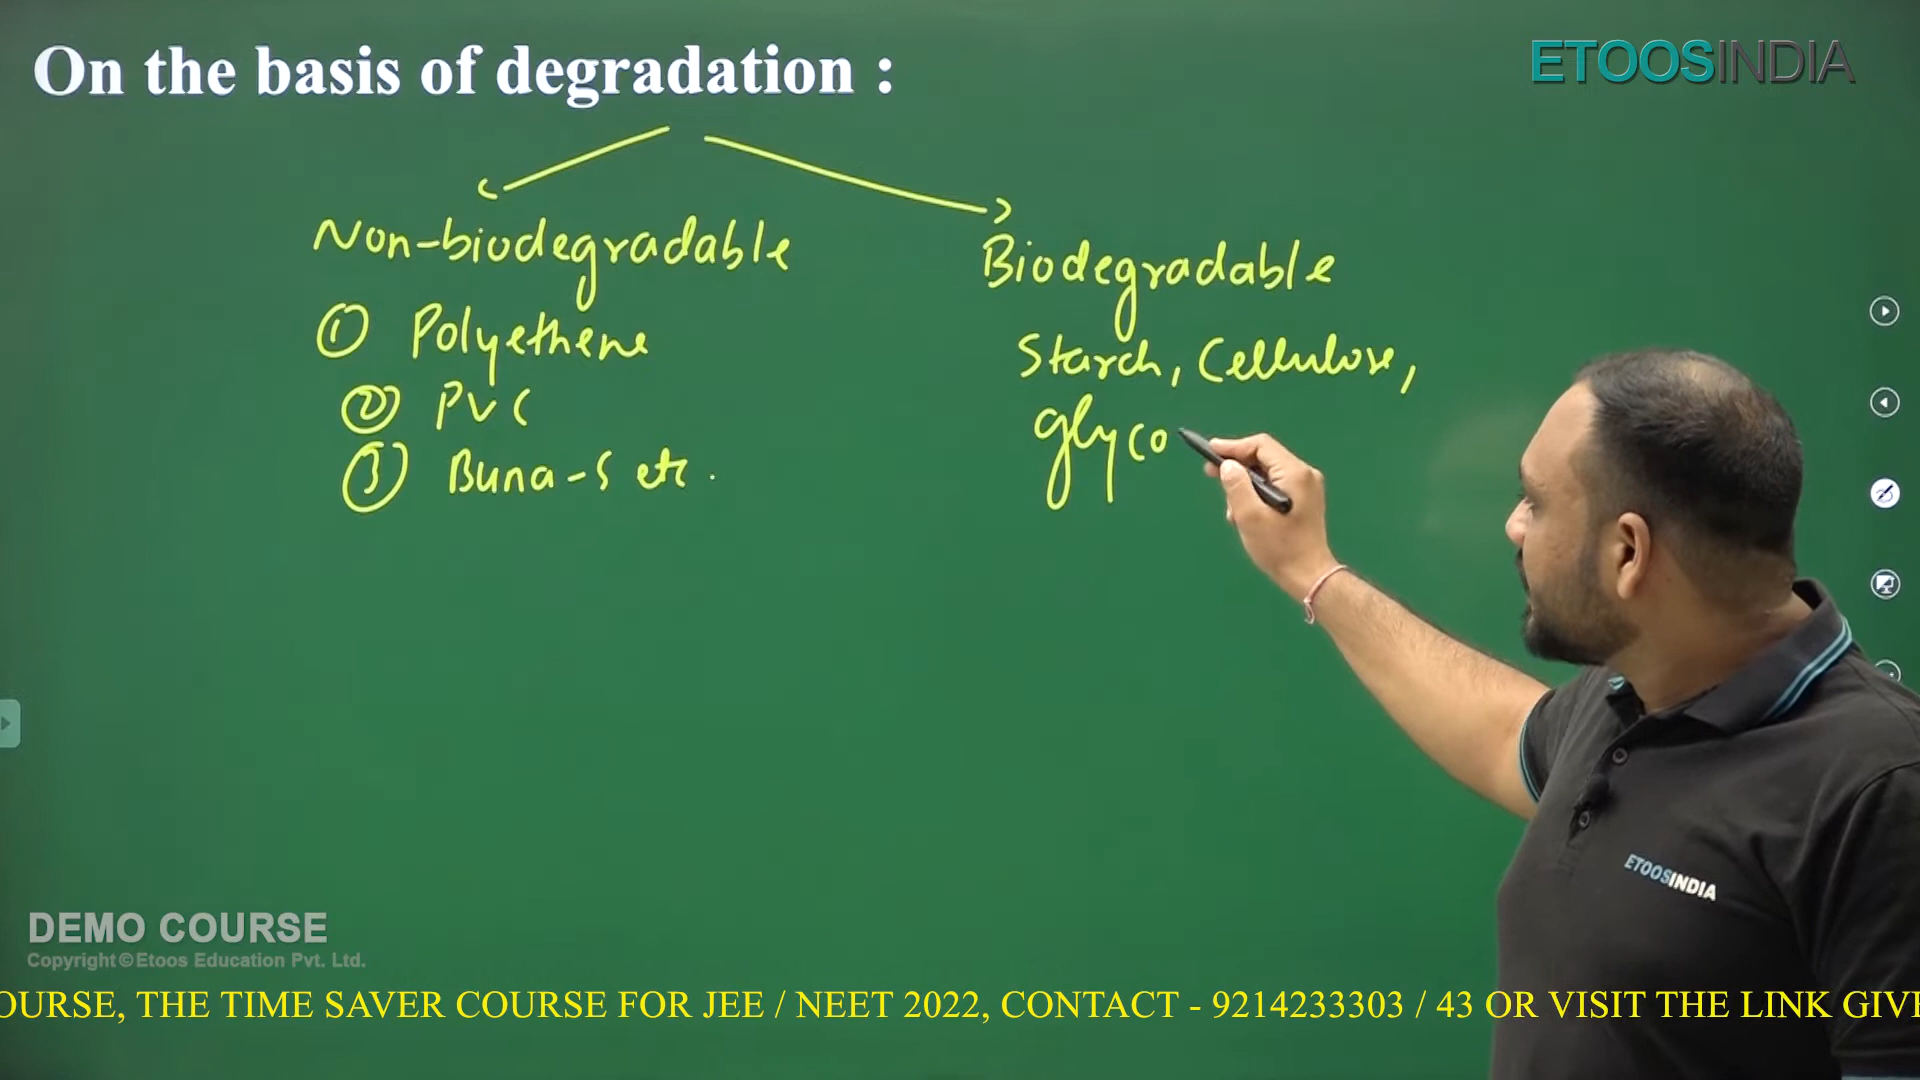 On the basis of degradation :
ETOOSINDIA
Non-biodegradable
Biodegradable
① Polyethene
Starch, Cellulose,
② PVC
glyco
③ Buna-S etc.
ETOOSINDIA
DEMO COURSE
Copyright©Etoos Education Pvt. Ltd.
OURSE, THE TIME SAVER COURSE FOR JEE / NEET 2022, CONTACT - 9214233303 / 43 OR VISIT THE LINK GIVE